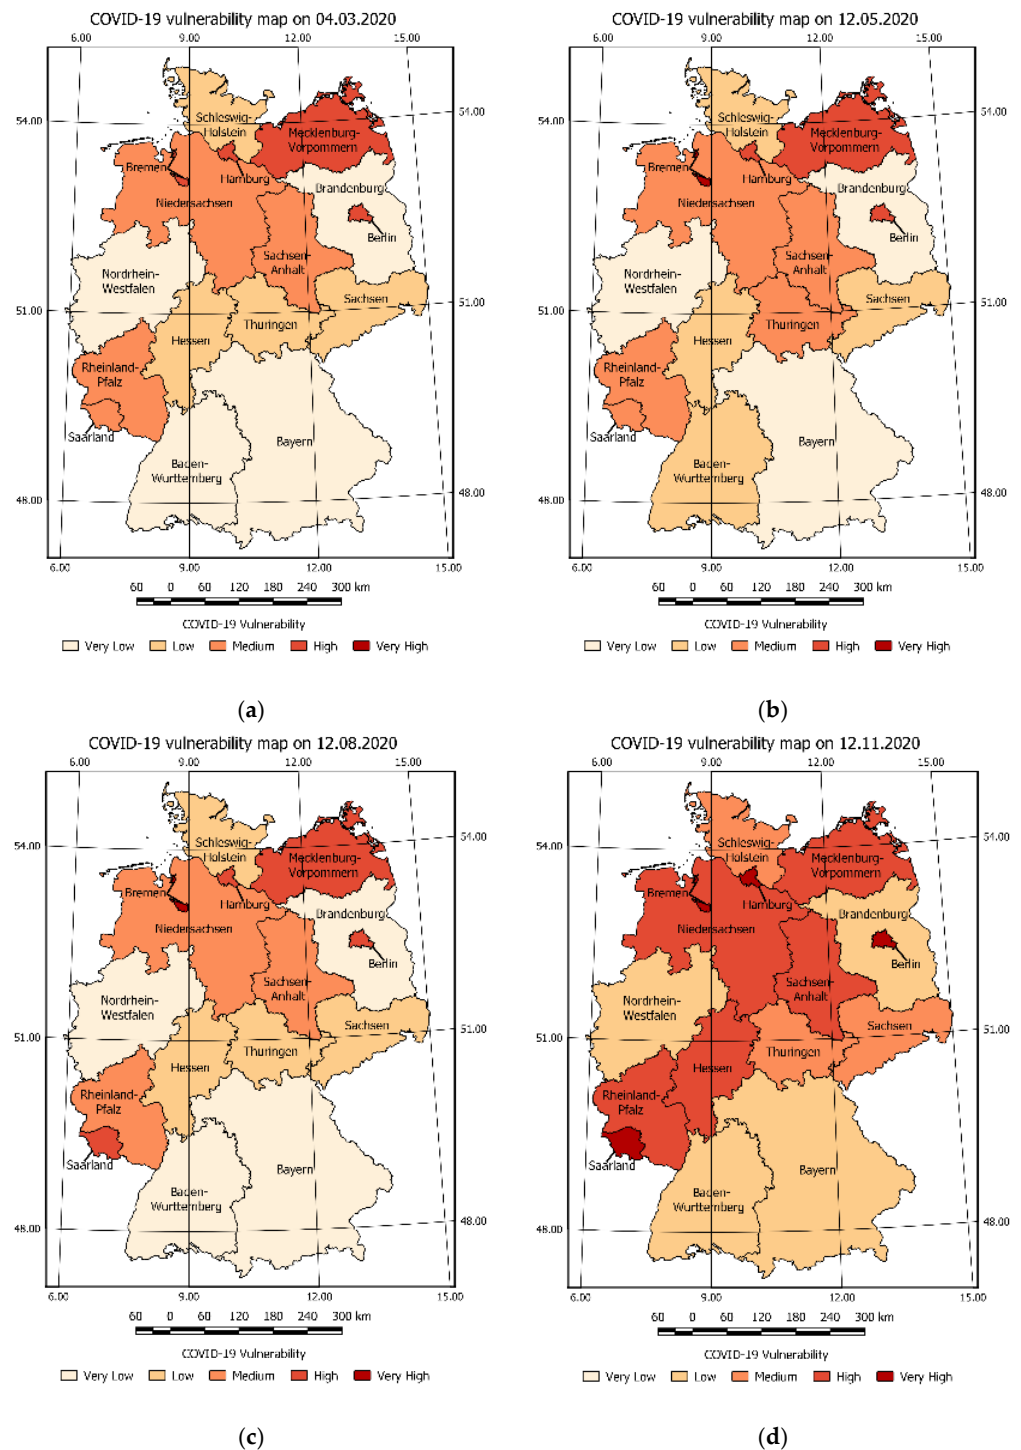 COVID-19 vulnerability map on 04.03.2020
6.00 9.00 12.00 15.00
54.00 54.00
Schleswig-
Holstein
Mecklenburg-
Vorpommern
Bremen
Hamburg
Brandenburg
Niedersachsen
Berlin
Sachsen-
Anhalt
Nordrhein-
Westfalen
Sachsen
51.00 51.00
Thuringen
Hessen
Rheinland-
Pfalz
Saarland
Bayern
Baden-
Wurttemberg
48.00 48.00
6.00 9.00 12.00 15.00
60 0 60 120 180 240 300 km
COVID-19 Vulnerability
Very Low Low Medium High Very High
(a)
COVID-19 vulnerability map on 12.05.2020
6.00 9.00 12.00 15.00
54.00 54.00
Schleswig-
Holstein
Mecklenburg-
Vorpommern
Bremen
Hamburg
Brandenburg
Niedersachsen
Berlin
Sachsen-
Anhalt
Nordrhein-
Westfalen
Sachsen
51.00 51.00
Thuringen
Hessen
Rheinland-
Pfalz
Saarland
Bayern
Baden-
Wurttemberg
48.00 48.00
6.00 9.00 12.00 15.00
60 0 60 120 180 240 300 km
COVID-19 Vulnerability
Very Low Low Medium High Very High
(b)
COVID-19 vulnerability map on 12.08.2020
6.00 9.00 12.00 15.00
54.00 54.00
Schleswig-
Holstein
Mecklenburg-
Vorpommern
Bremen
Hamburg
Brandenburg
Niedersachsen
Berlin
Sachsen-
Anhalt
Nordrhein-
Westfalen
Sachsen
51.00 51.00
Thuringen
Hessen
Rheinland-
Pfalz
Saarland
Bayern
Baden-
Wurttemberg
48.00 48.00
6.00 9.00 12.00 15.00
60 0 60 120 180 240 300 km
COVID-19 Vulnerability
Very Low Low Medium High Very High
(c)
COVID-19 vulnerability map on 12.11.2020
6.00 9.00 12.00 15.00
54.00 54.00
Schleswig-
Holstein
Mecklenburg-
Vorpommern
Bremen
Hamburg
Brandenburg
Niedersachsen
Berlin
Sachsen-
Anhalt
Nordrhein-
Westfalen
Sachsen
51.00 51.00
Thuringen
Hessen
Rheinland-
Pfalz
Saarland
Bayern
Baden-
Wurttemberg
48.00 48.00
6.00 9.00 12.00 15.00
60 0 60 120 180 240 300 km
COVID-19 Vulnerability
Very Low Low Medium High Very High
(d)